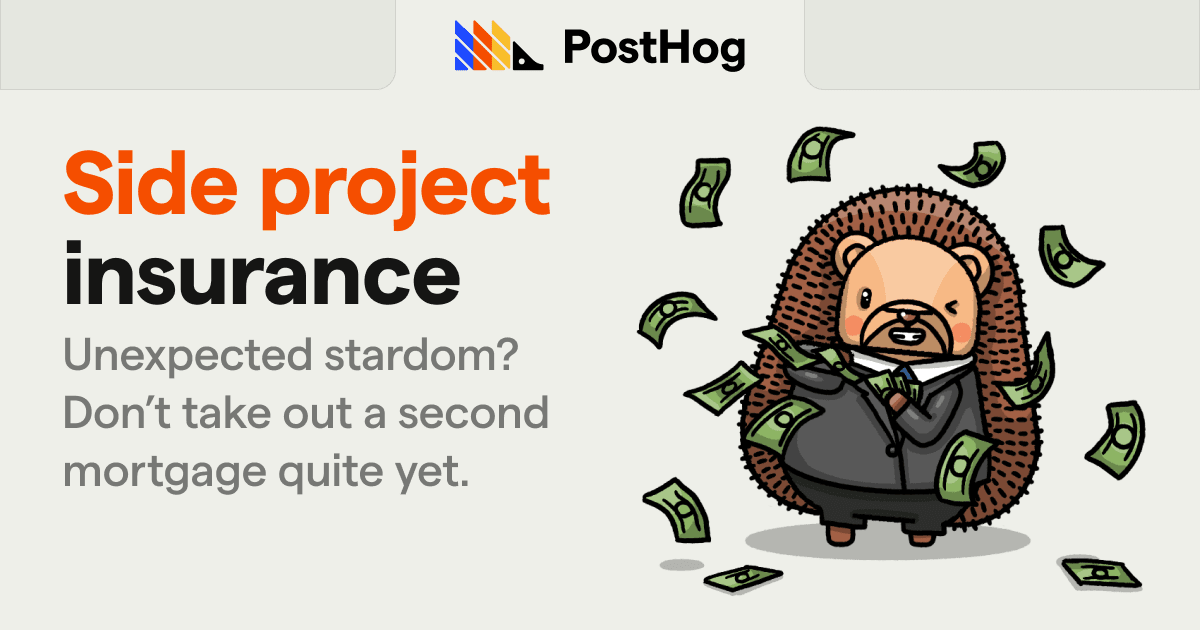 PostHog
Side project
insurance
Unexpected stardom?
Don’t take out a second
mortgage quite yet.